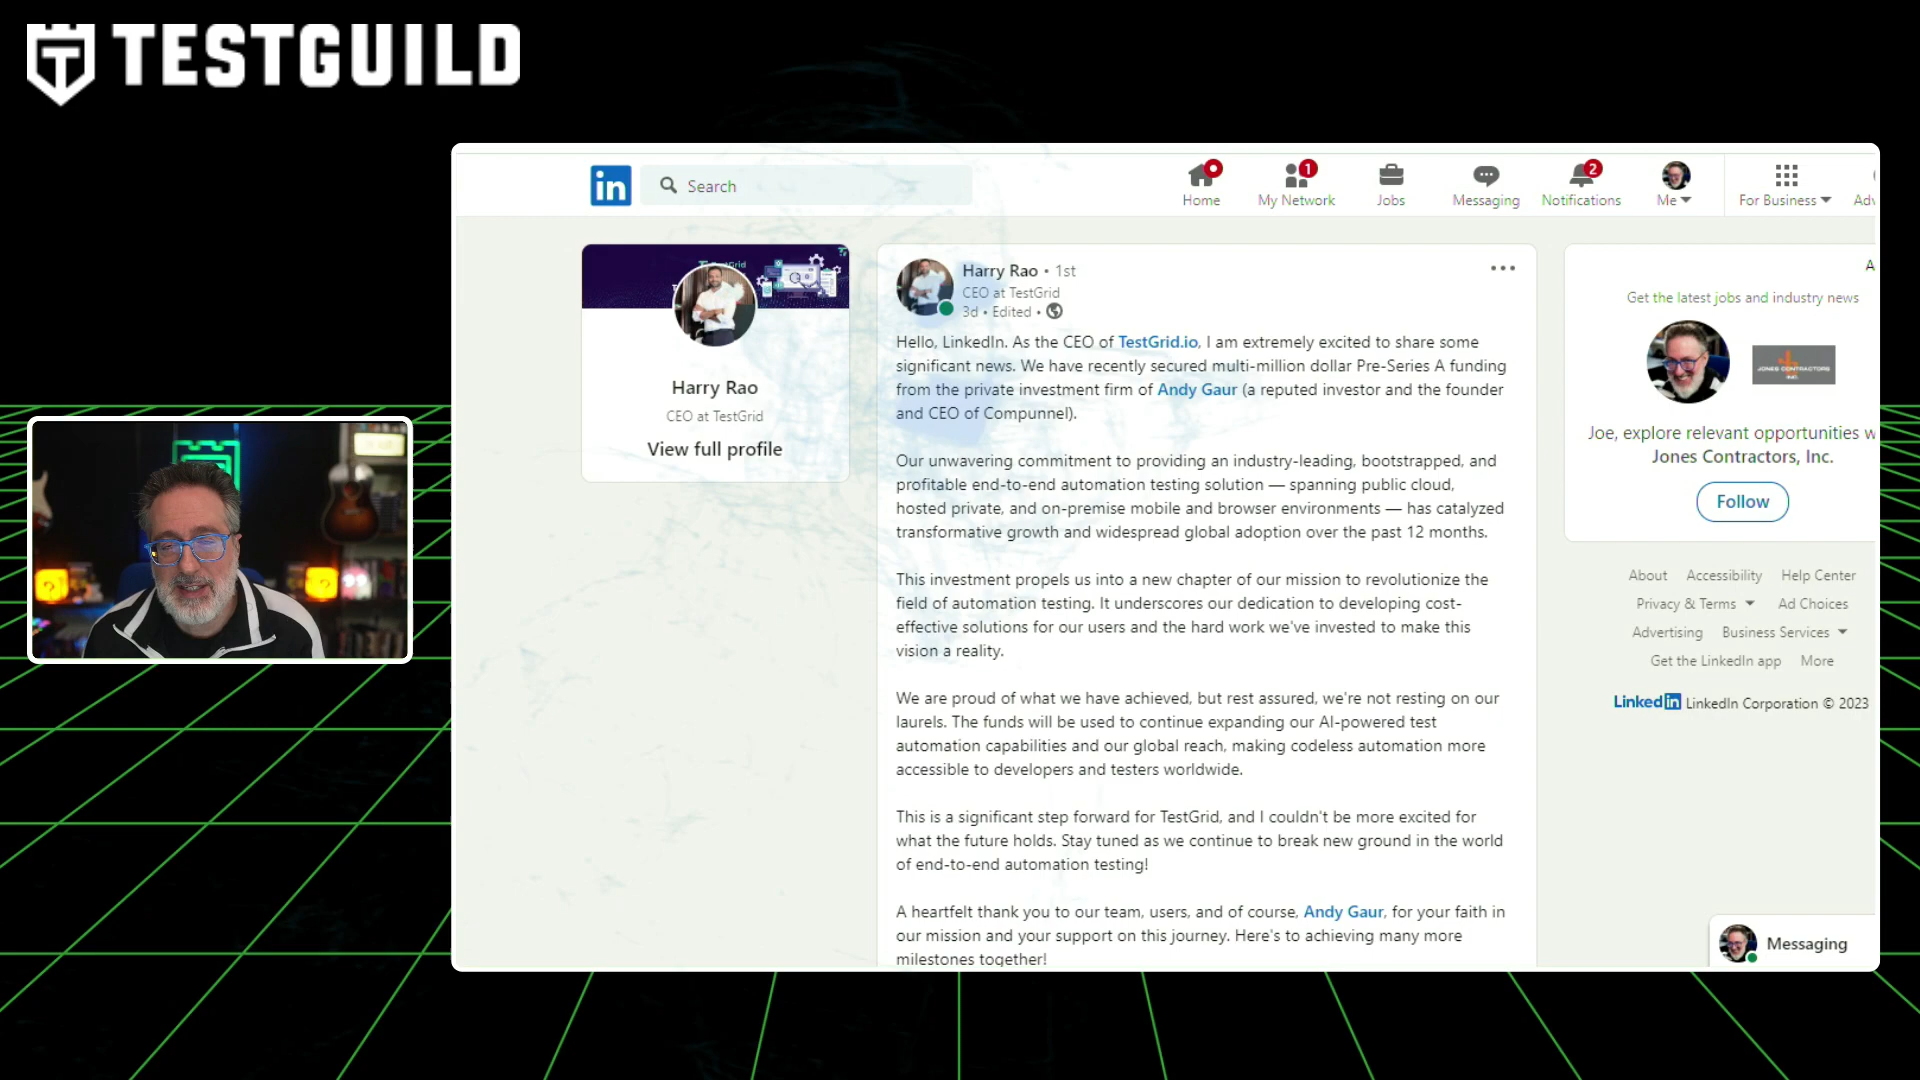 TESTGUILD
in
Search
Home
1
My Network
Jobs
Messaging
2
Notifications
Me
For Business
Adv
Harry Rao
CEO at TestGrid
View full profile
Harry Rao • 1st
CEO at TestGrid
3d • Edited •
Hello, LinkedIn. As the CEO of TestGrid.io, I am extremely excited to share some
significant news. We have recently secured multi-million dollar Pre-Series A funding
from the private investment firm of Andy Gaur (a reputed investor and the founder
and CEO of Compunnel).
Our unwavering commitment to providing an industry-leading, bootstrapped, and
profitable end-to-end automation testing solution — spanning public cloud,
hosted private, and on-premise mobile and browser environments — has catalyzed
transformative growth and widespread global adoption over the past 12 months.
This investment propels us into a new chapter of our mission to revolutionize the
field of automation testing. It underscores our dedication to developing cost-
effective solutions for our users and the hard work we've invested to make this
vision a reality.
We are proud of what we have achieved, but rest assured, we're not resting on our
laurels. The funds will be used to continue expanding our AI-powered test
automation capabilities and our global reach, making codeless automation more
accessible to developers and testers worldwide.
This is a significant step forward for TestGrid, and I couldn't be more excited for
what the future holds. Stay tuned as we continue to break new ground in the world
of end-to-end automation testing!
A heartfelt thank you to our team, users, and of course, Andy Gaur, for your faith in
our mission and your support on this journey. Here's to achieving many more
milestones together!
A
Get the latest jobs and industry news
JONES CONTRACTORS
INC.
Joe, explore relevant opportunities w
Jones Contractors, Inc.
Follow
About Accessibility Help Center
Privacy & Terms Ad Choices
Advertising Business Services
Get the LinkedIn app More
LinkedIn LinkedIn Corporation © 2023
Messaging